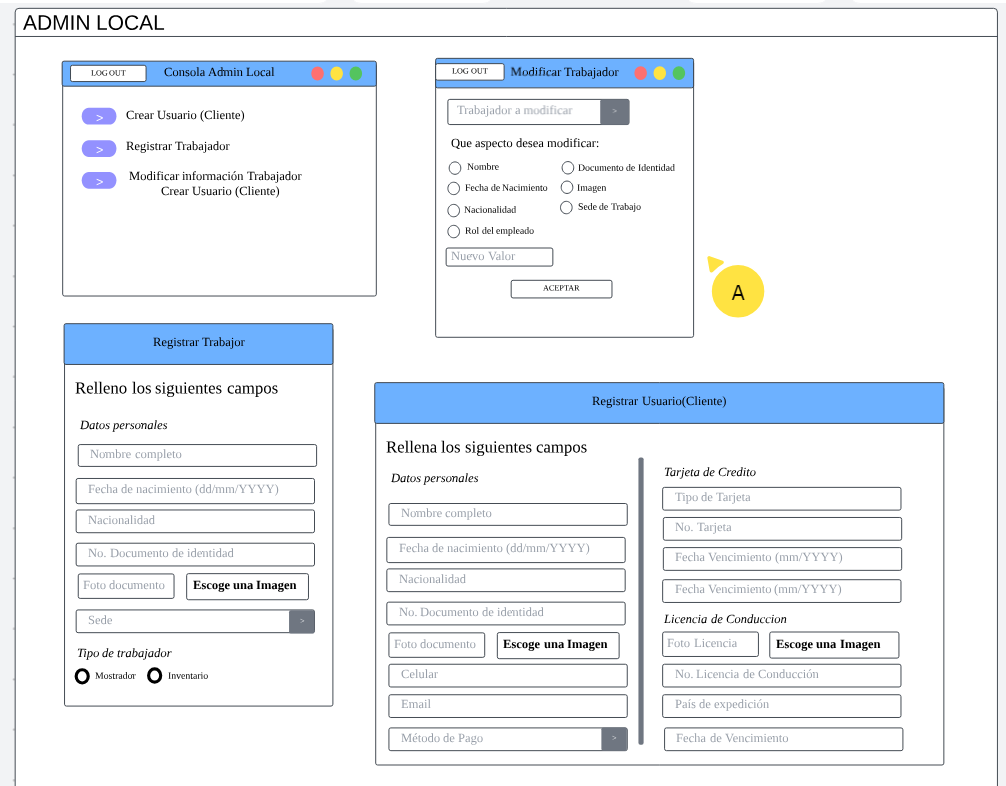 ADMIN LOCAL
LOG OUT
Consola Admin Local
>
Crear Usuario (Cliente)
>
Registrar Trabajador
>
Modificar información Trabajador
Crear Usuario (Cliente)
LOG OUT
Modificar Trabajador
Trabajador a modificar
>
Que aspecto desea modificar:
Nombre
Documento de Identidad
Fecha de Nacimiento
Imagen
Nacionalidad
Sede de Trabajo
Rol del empleado
Nuevo Valor
ACEPTAR
A
Registrar Trabajor
Relleno los siguientes campos
Datos personales
Nombre completo
Fecha de nacimiento (dd/mm/YYYY)
Nacionalidad
No. Documento de identidad
Foto documento
Escoge una Imagen
Sede
>
Tipo de trabajador
Mostrador
Inventario
Registrar Usuario(Cliente)
Rellena los siguientes campos
Datos personales
Nombre completo
Fecha de nacimiento (dd/mm/YYYY)
Nacionalidad
No. Documento de identidad
Foto documento
Escoge una Imagen
Celular
Email
Método de Pago
>
Tarjeta de Credito
Tipo de Tarjeta
No. Tarjeta
Fecha Vencimiento (mm/YYYY)
Fecha Vencimiento (mm/YYYY)
Licencia de Conduccion
Foto Licencia
Escoge una Imagen
No. Licencia de Conducción
País de expedición
Fecha de Vencimiento